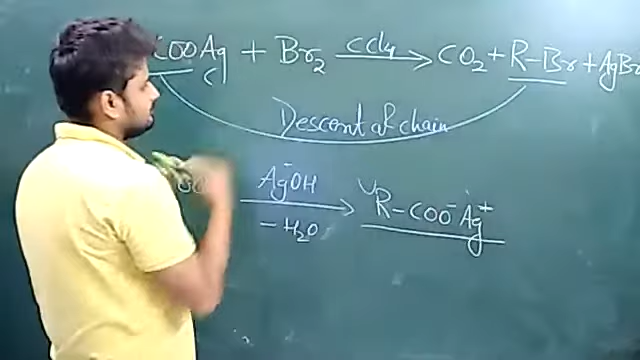 COOAg + Br2 CCl4 → CO2 + R-Br + AgBr
Descent of chain
AgOH → R-COO⁻Ag⁺
-H2O